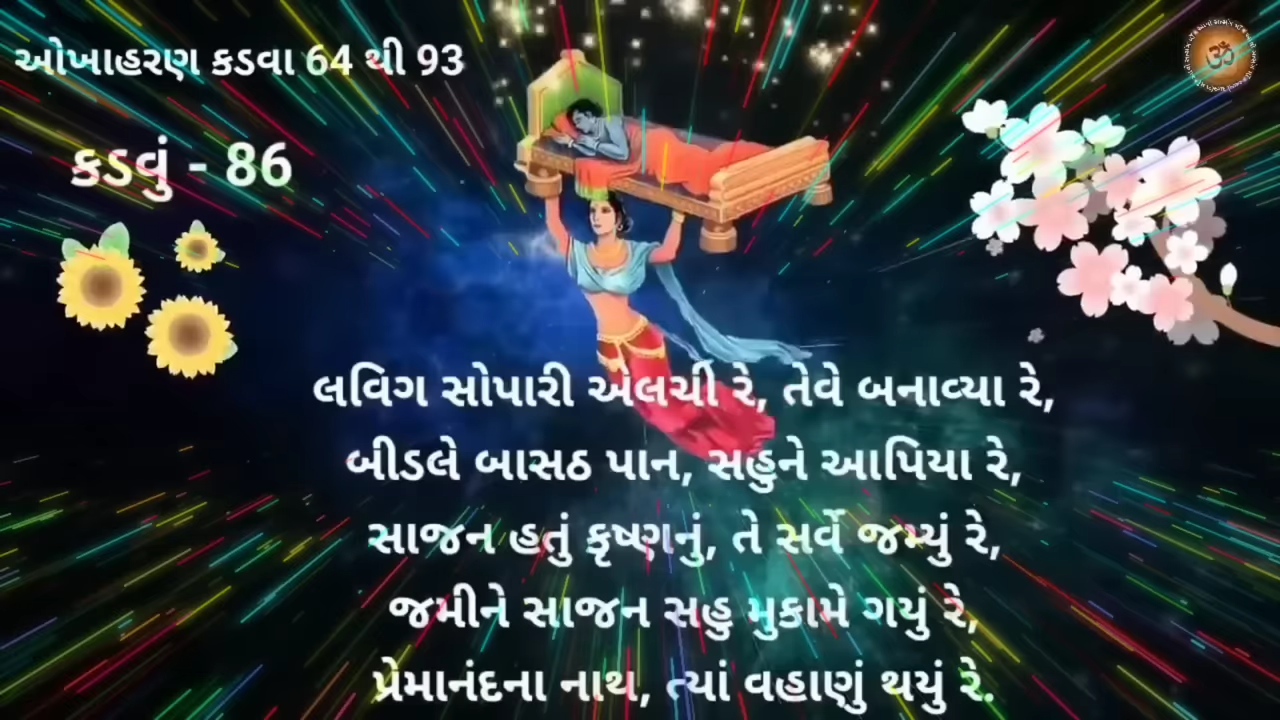 ઓખાહરણ કડવા 64 થી 93
ૐ
કડવું - 86
લવિગ સોપારી એલચી રે, તેવે બનાવ્યા રે,
બીડલે બાસઠ પાન, સહુને આપિયા રે,
સાજન હતું કૃષ્ણનું, તે સર્વે જમ્યું રે,
જમીને સાજન સહુ મુકામે ગયું રે,
પ્રેમાનંદના નાથ, ત્યાં વહાણું થયું રે.